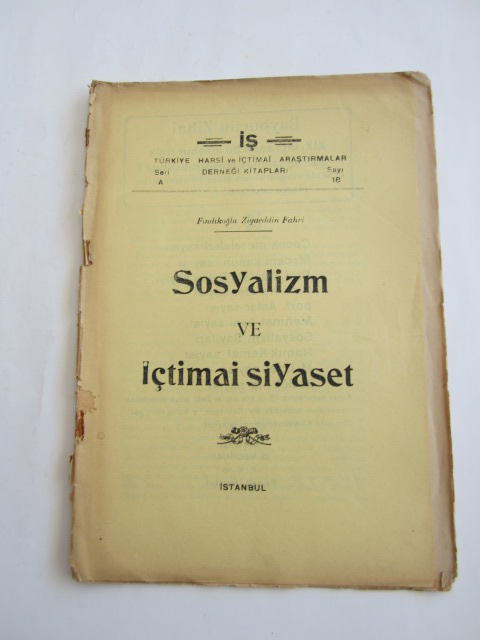 İŞ
TÜRKİYE HARSİ ve İÇTİMAİ ARAŞTIRMALAR
Seri DERNEĞİ KİTAPLARI Sayı
A 18
Fındıkoğlu Ziyaeddin Fahri
Sosyalizm
VE
İçtimai siyaset
İSTANBUL